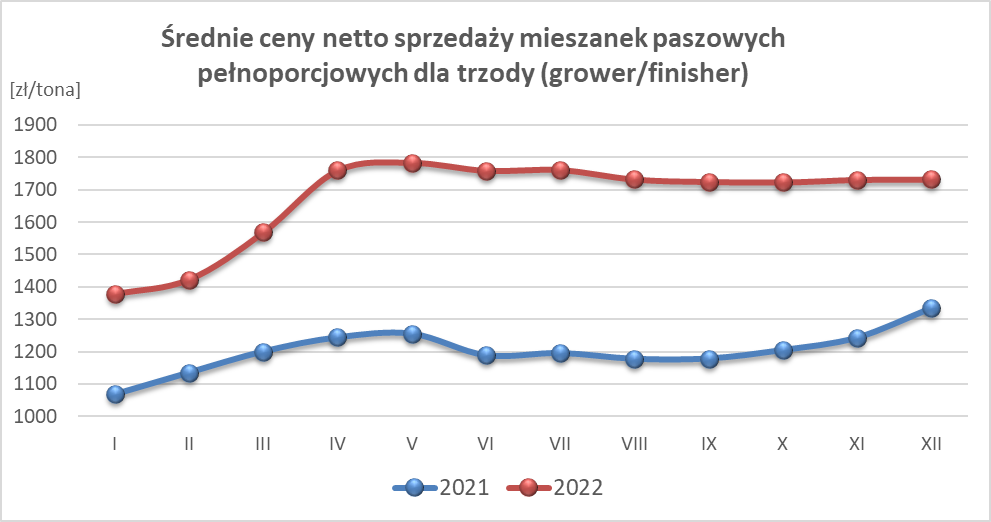 Średnie ceny netto sprzedaży mieszanek paszowych
pełnoporcjowych dla trzody (grower/finisher)
[zł/tona]
1900
1800
1700
1600
1500
1400
1300
1200
1100
1000
I II III IV V VI VII VIII IX X XI XII
2021 2022